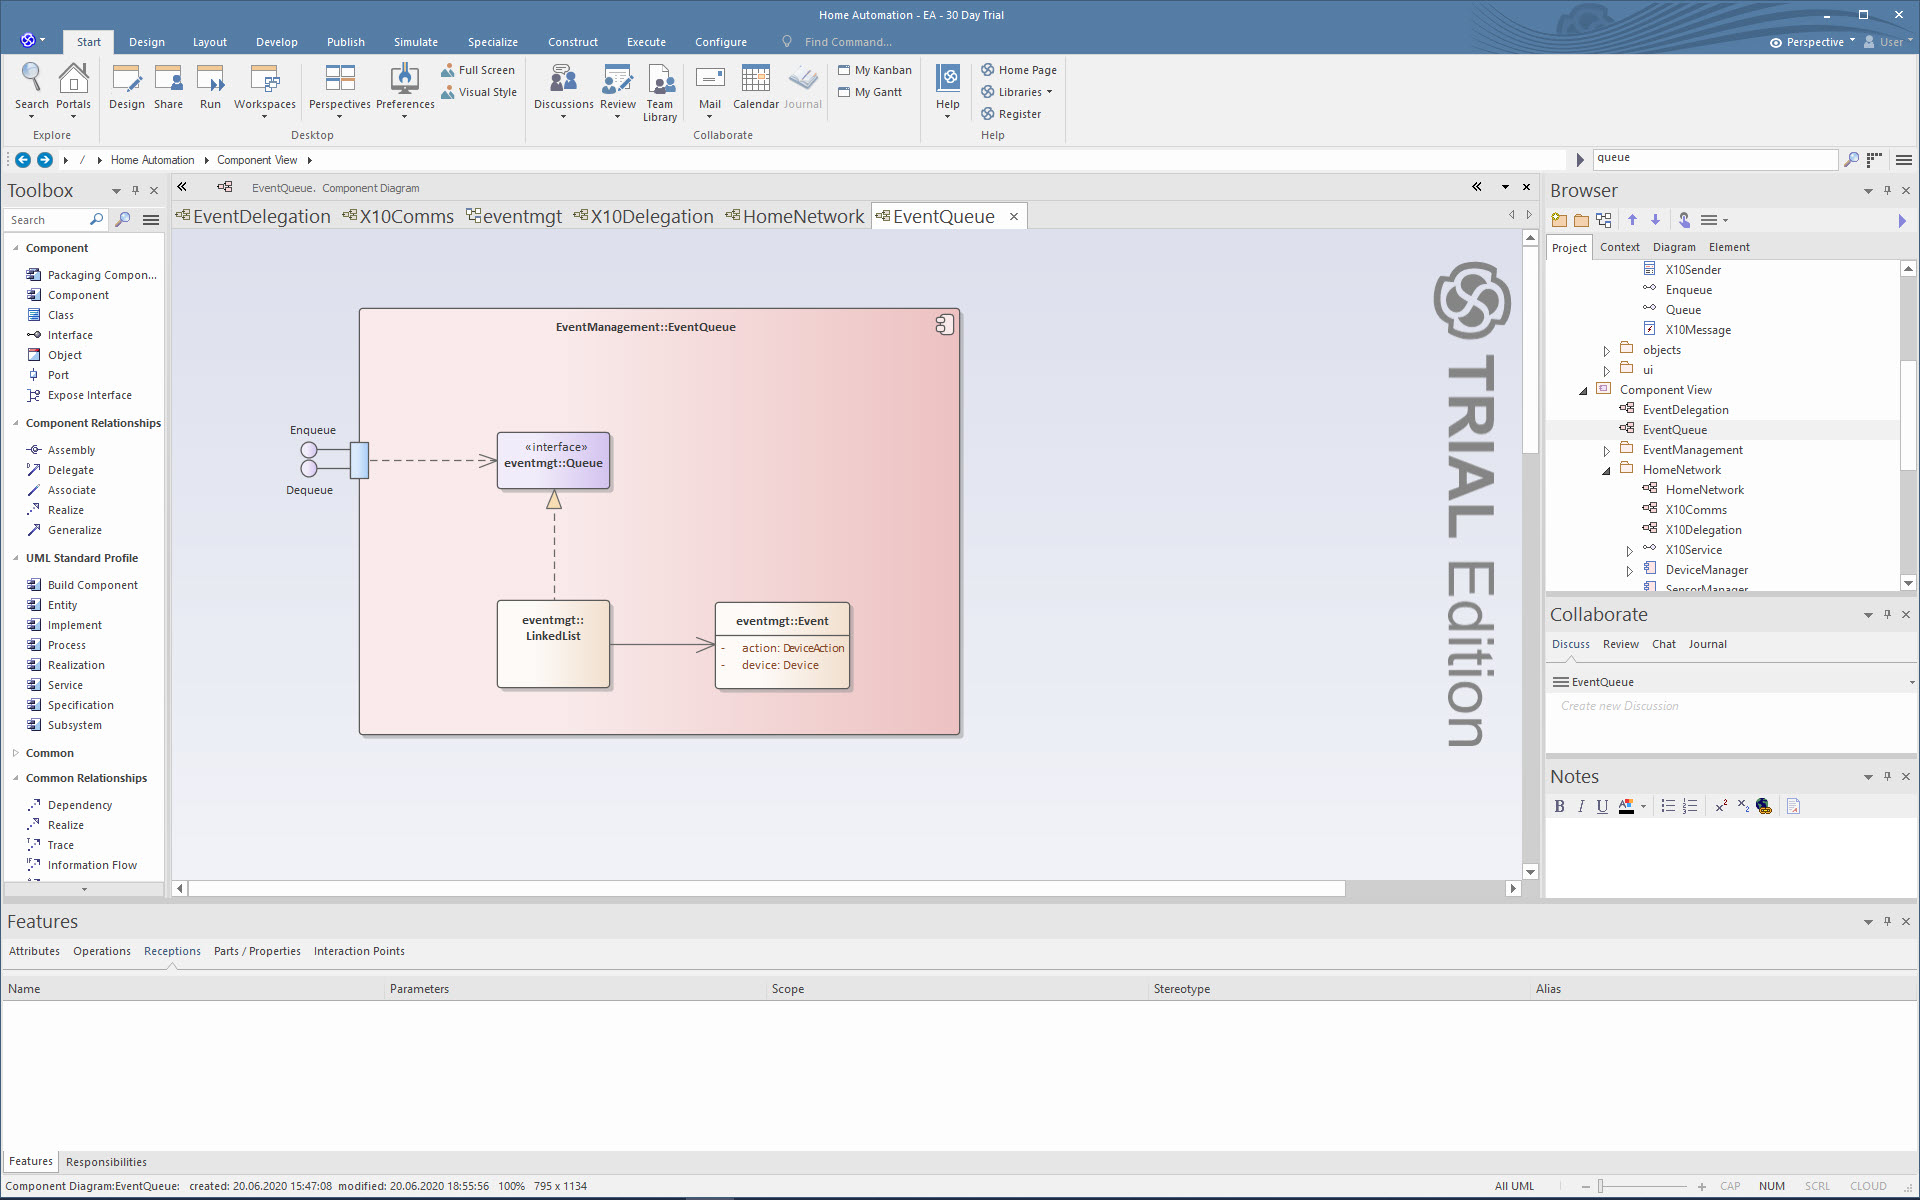 Home Automation - EA - 30 Day Trial
Start Design Layout Develop Publish Simulate Specialize Construct Execute Configure Find Command... Perspective User
Search Portals Design Share Run Workspaces Perspectives Preferences Full Screen Visual Style Discussions Review Team Library Mail Calendar Journal My Kanban My Gantt Help Home Page Libraries Register
Explore Desktop Collaborate Help
/ Home Automation Component View queue
Toolbox
Search
Component
Packaging Compon...
Component
Class
Interface
Object
Port
Expose Interface
Component Relationships
Assembly
Delegate
Associate
Realize
Generalize
UML Standard Profile
Build Component
Entity
Implement
Process
Realization
Service
Specification
Subsystem
Common
Common Relationships
Dependency
Realize
Trace
Information Flow
EventQueue. Component Diagram
EventDelegation X10Comms eventmgt X10Delegation HomeNetwork EventQueue
EventManagement::EventQueue
Enqueue
Dequeue
«interface»
eventmgt::Queue
eventmgt::
LinkedList
eventmgt::Event
- action: DeviceAction
- device: Device
TRIAL Edition
Browser
Project Context Diagram Element
X10Sender
Enqueue
Queue
X10Message
objects
ui
Component View
EventDelegation
EventQueue
EventManagement
HomeNetwork
HomeNetwork
X10Comms
X10Delegation
X10Service
DeviceManager
SensorManager
Collaborate
Discuss Review Chat Journal
EventQueue
Create new Discussion
Notes
B I U A x² x₂
Features
Attributes Operations Receptions Parts / Properties Interaction Points
Name Parameters Scope Stereotype Alias
Features Responsibilities
Component Diagram:EventQueue: created: 20.06.2020 15:47:08 modified: 20.06.2020 18:55:56 100% 795 x 1134 All UML CAP NUM SCRL CLOUD